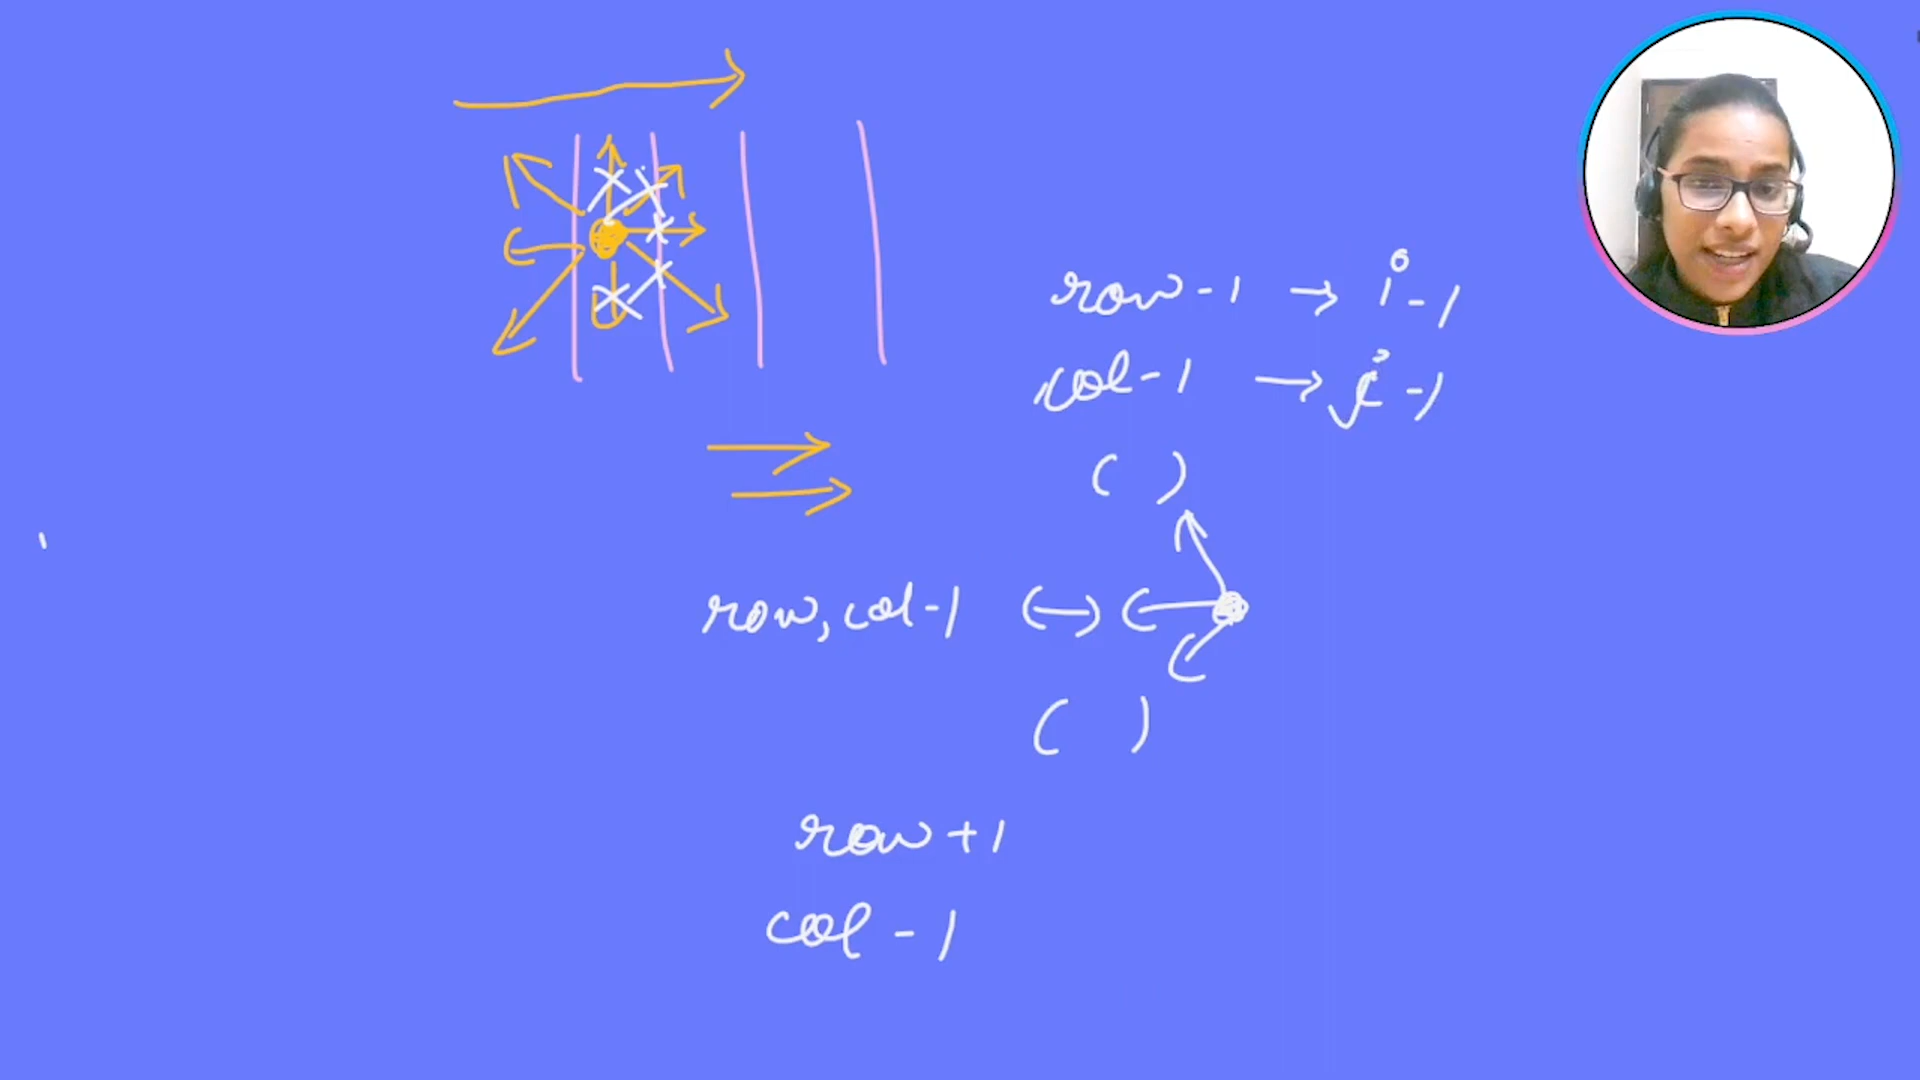 row-1 → i-1
col-1 → j-1
( )
row, col-1
( )
row+1
col-1